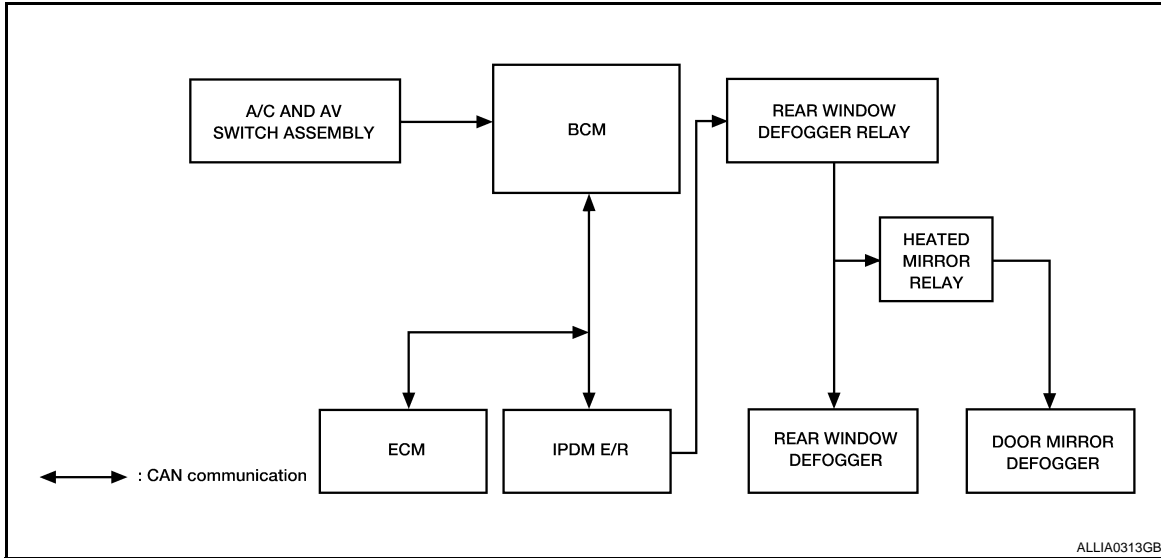 A/C AND AV
SWITCH ASSEMBLY
BCM
REAR WINDOW
DEFOGGER RELAY
HEATED
MIRROR
RELAY
ECM
IPDM E/R
REAR WINDOW
DEFOGGER
DOOR MIRROR
DEFOGGER
: CAN communication
ALLIA0313GB